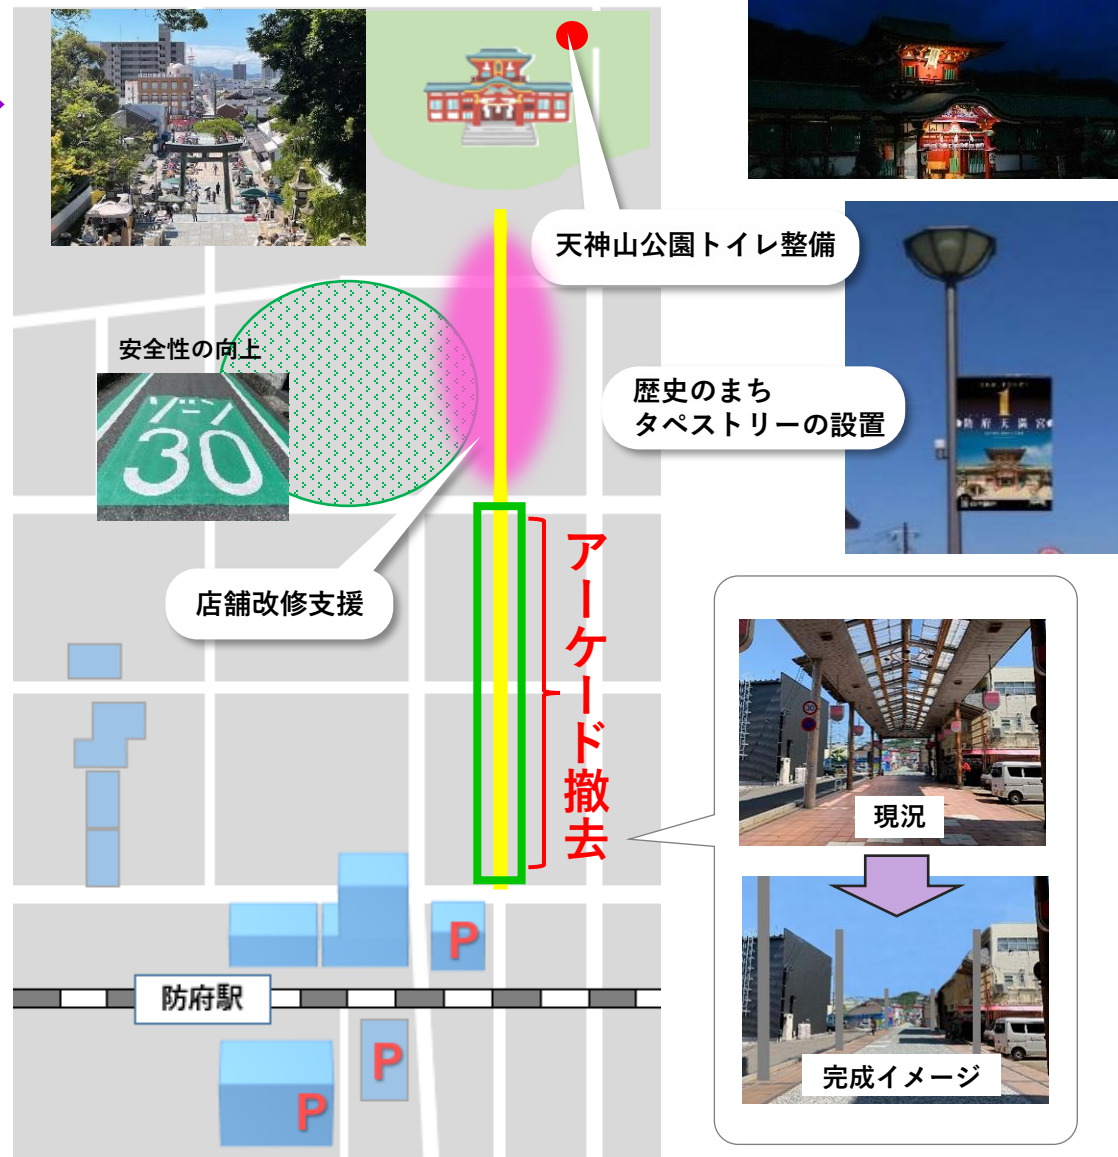 天神山公園トイレ整備
安全性の向上
ゾーン
30
歴史のまち
タペストリーの設置
1
防府天満宮
店舗改修支援
アーケード撤去
30
現況
P
防府駅
P
P
完成イメージ